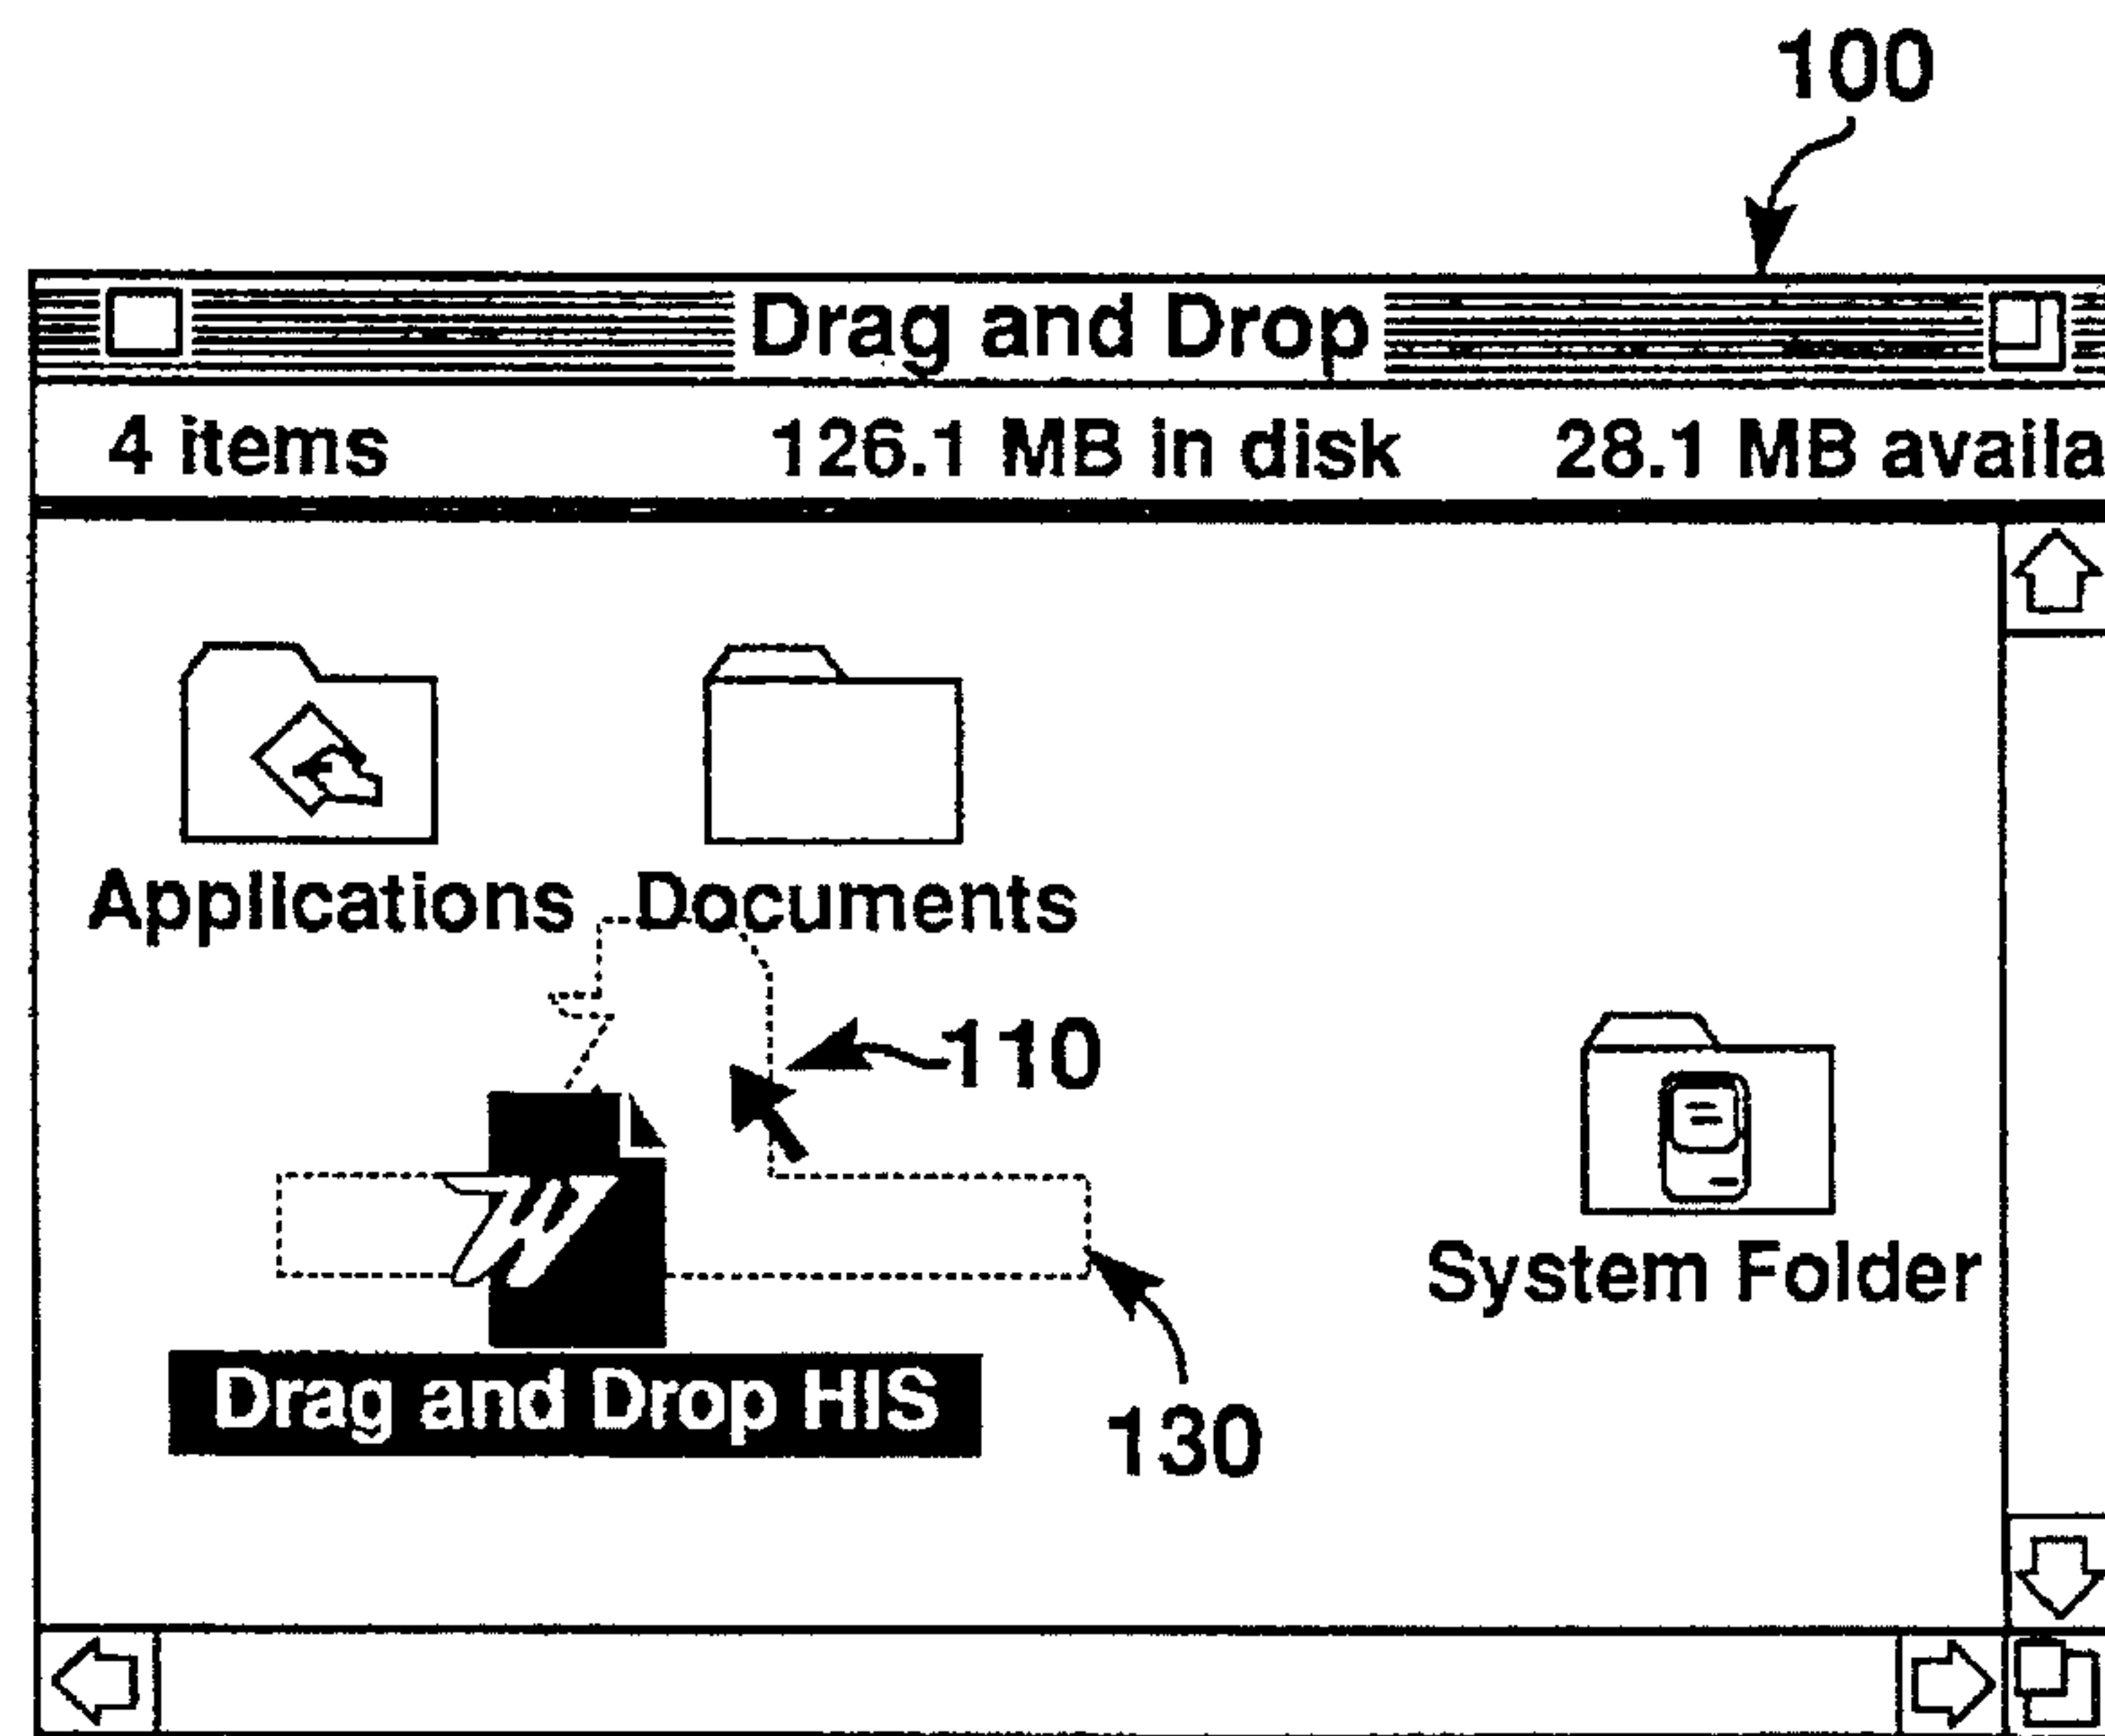 100
Drag and Drop
4 items 126.1 MB in disk 28.1 MB availa
Applications Documents
110
System Folder
Drag and Drop HIS
130